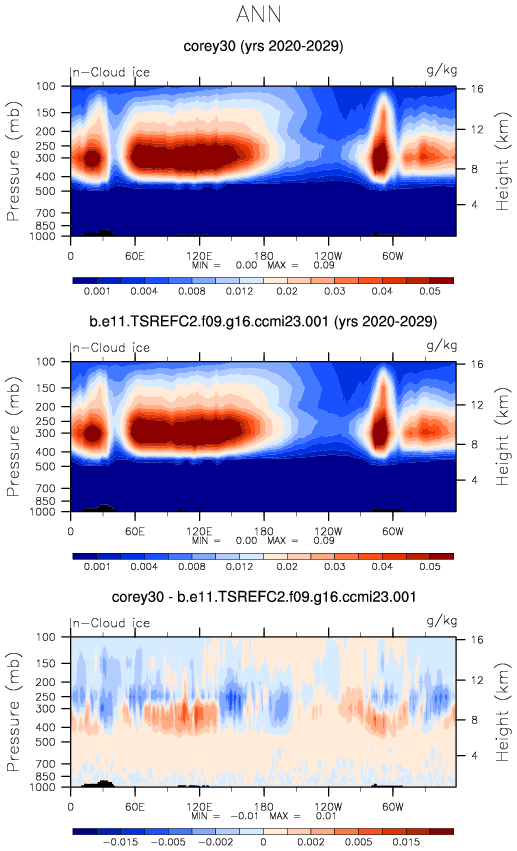 ANN
corey30 (yrs 2020-2029)
n-Cloud ice g/kg
Pressure (mb)
100
150
200
250
300
400
500
700
850
1000
16
12
8
4
Height (km)
0 60E 120E 180 120W 60W
MIN = 0.00 MAX = 0.09
0.001 0.004 0.008 0.012 0.02 0.03 0.04 0.05
b.e11.TSREFC2.f09.g16.ccmi23.001 (yrs 2020-2029)
n-Cloud ice g/kg
Pressure (mb)
100
150
200
250
300
400
500
700
850
1000
16
12
8
4
Height (km)
0 60E 120E 180 120W 60W
MIN = 0.00 MAX = 0.09
0.001 0.004 0.008 0.012 0.02 0.03 0.04 0.05
corey30 - b.e11.TSREFC2.f09.g16.ccmi23.001
n-Cloud ice g/kg
Pressure (mb)
100
150
200
250
300
400
500
700
850
1000
16
12
8
4
Height (km)
0 60E 120E 180 120W 60W
MIN = -0.01 MAX = 0.01
-0.015 -0.005 -0.002 0 0.002 0.005 0.015